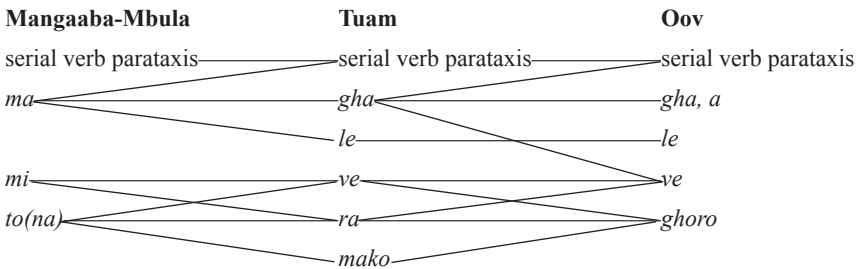 Mangaaba-Mbula Tuam Oov
serial verb parataxis serial verb parataxis serial verb parataxis
ma gha gha, a
le le
mi ve ve
to(na) ra ghoro
mako